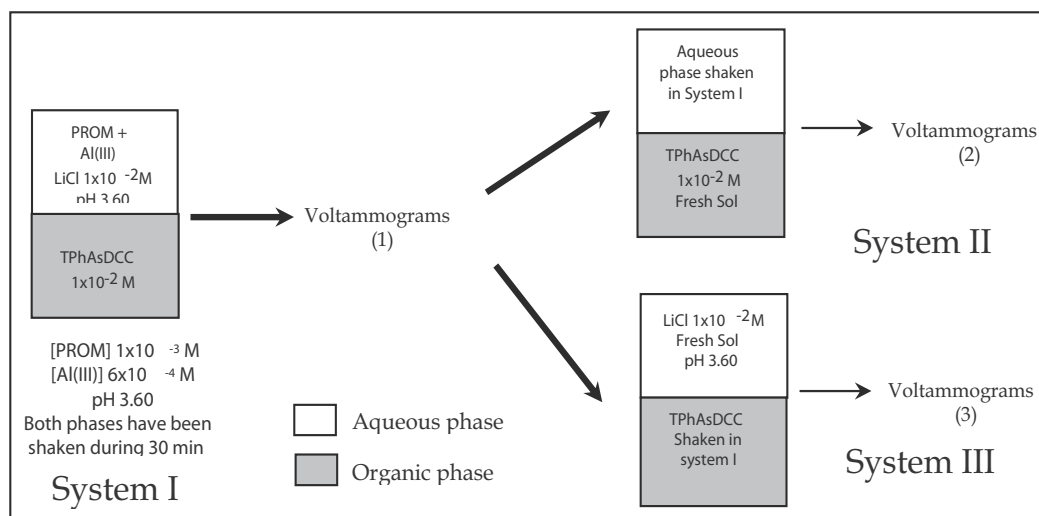 PROM +
Al(III)
LiCl 1x10 -2M
pH 3.60
TPhAsDCC
1x10-2 M
[PROM] 1x10 -3 M
[Al(III)] 6x10 -4 M
pH 3.60
Both phases have been
shaken during 30 min
System I
Voltammograms
(1)
Aqueous phase
Organic phase
Aqueous
phase shaken
in System I
TPhAsDCC
1x10-2 M
Fresh Sol
System II
Voltammograms
(2)
LiCl 1x10 -2M
Fresh Sol
pH 3.60
TPhAsDCC
Shaken in
system I
System III
Voltammograms
(3)